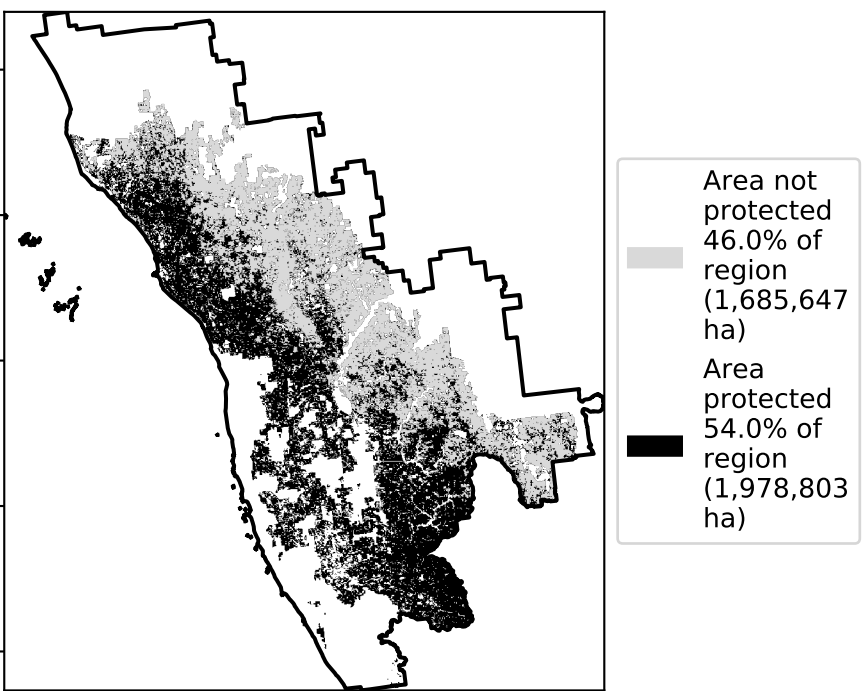 Area not
protected
46.0% of
region
(1,685,647
ha)
Area
protected
54.0% of
region
(1,978,803
ha)